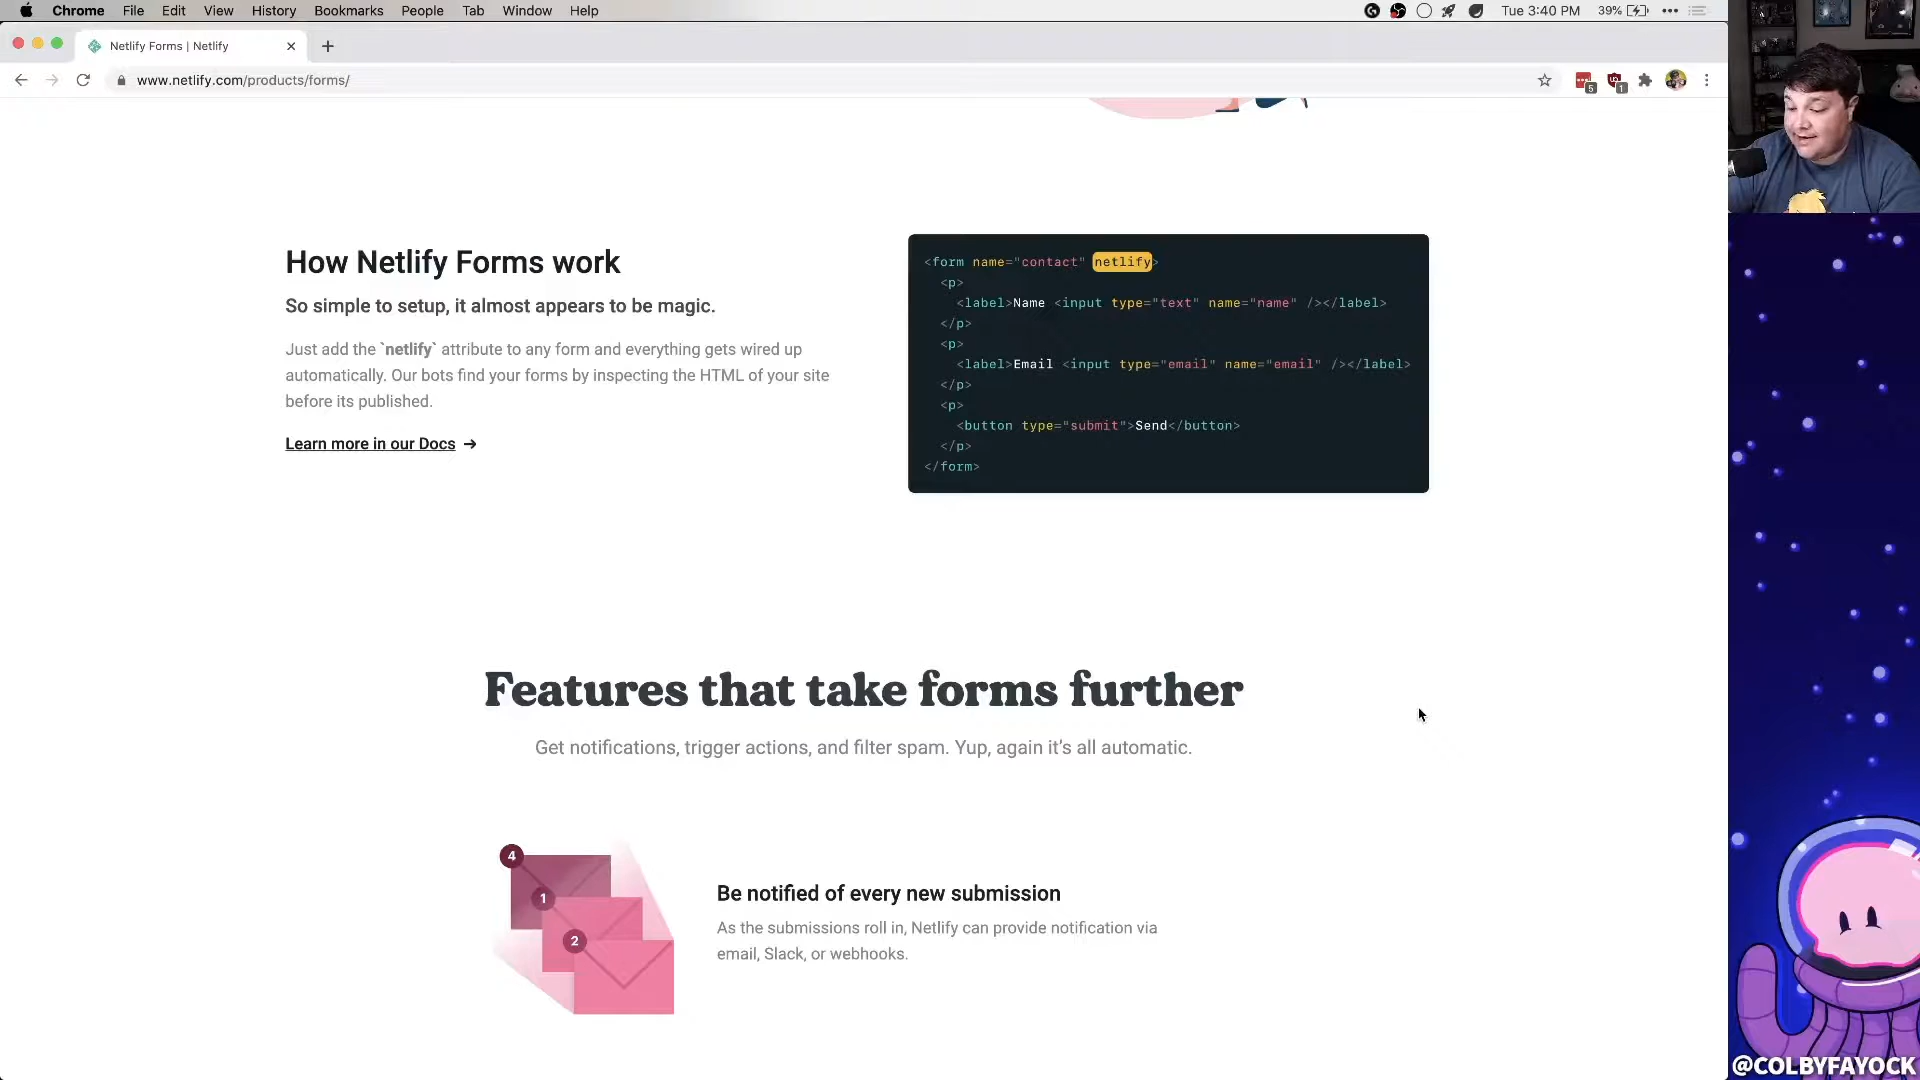 Chrome File Edit View History Bookmarks People Tab Window Help Tue 3:40 PM 39%
Netlify Forms | Netlify
www.netlify.com/products/forms/
5 1
How Netlify Forms work
So simple to setup, it almost appears to be magic.
Just add the `netlify` attribute to any form and everything gets wired up
automatically. Our bots find your forms by inspecting the HTML of your site
before its published.
Learn more in our Docs →
<form name="contact" netlify>
<p>
<label>Name <input type="text" name="name" /></label>
</p>
<p>
<label>Email <input type="email" name="email" /></label>
</p>
<p>
<button type="submit">Send</button>
</p>
</form>
Features that take forms further
Get notifications, trigger actions, and filter spam. Yup, again it’s all automatic.
4
1
2
Be notified of every new submission
As the submissions roll in, Netlify can provide notification via
email, Slack, or webhooks.
@COLBYFAYOCK